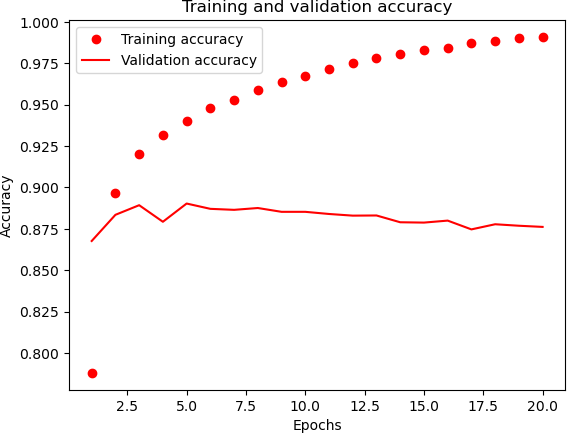 Training and validation accuracy
1.000
Training accuracy
Validation accuracy
0.975
0.950
0.925
0.900
0.875
0.850
0.825
0.800
Accuracy
2.5 5.0 7.5 10.0 12.5 15.0 17.5 20.0
Epochs